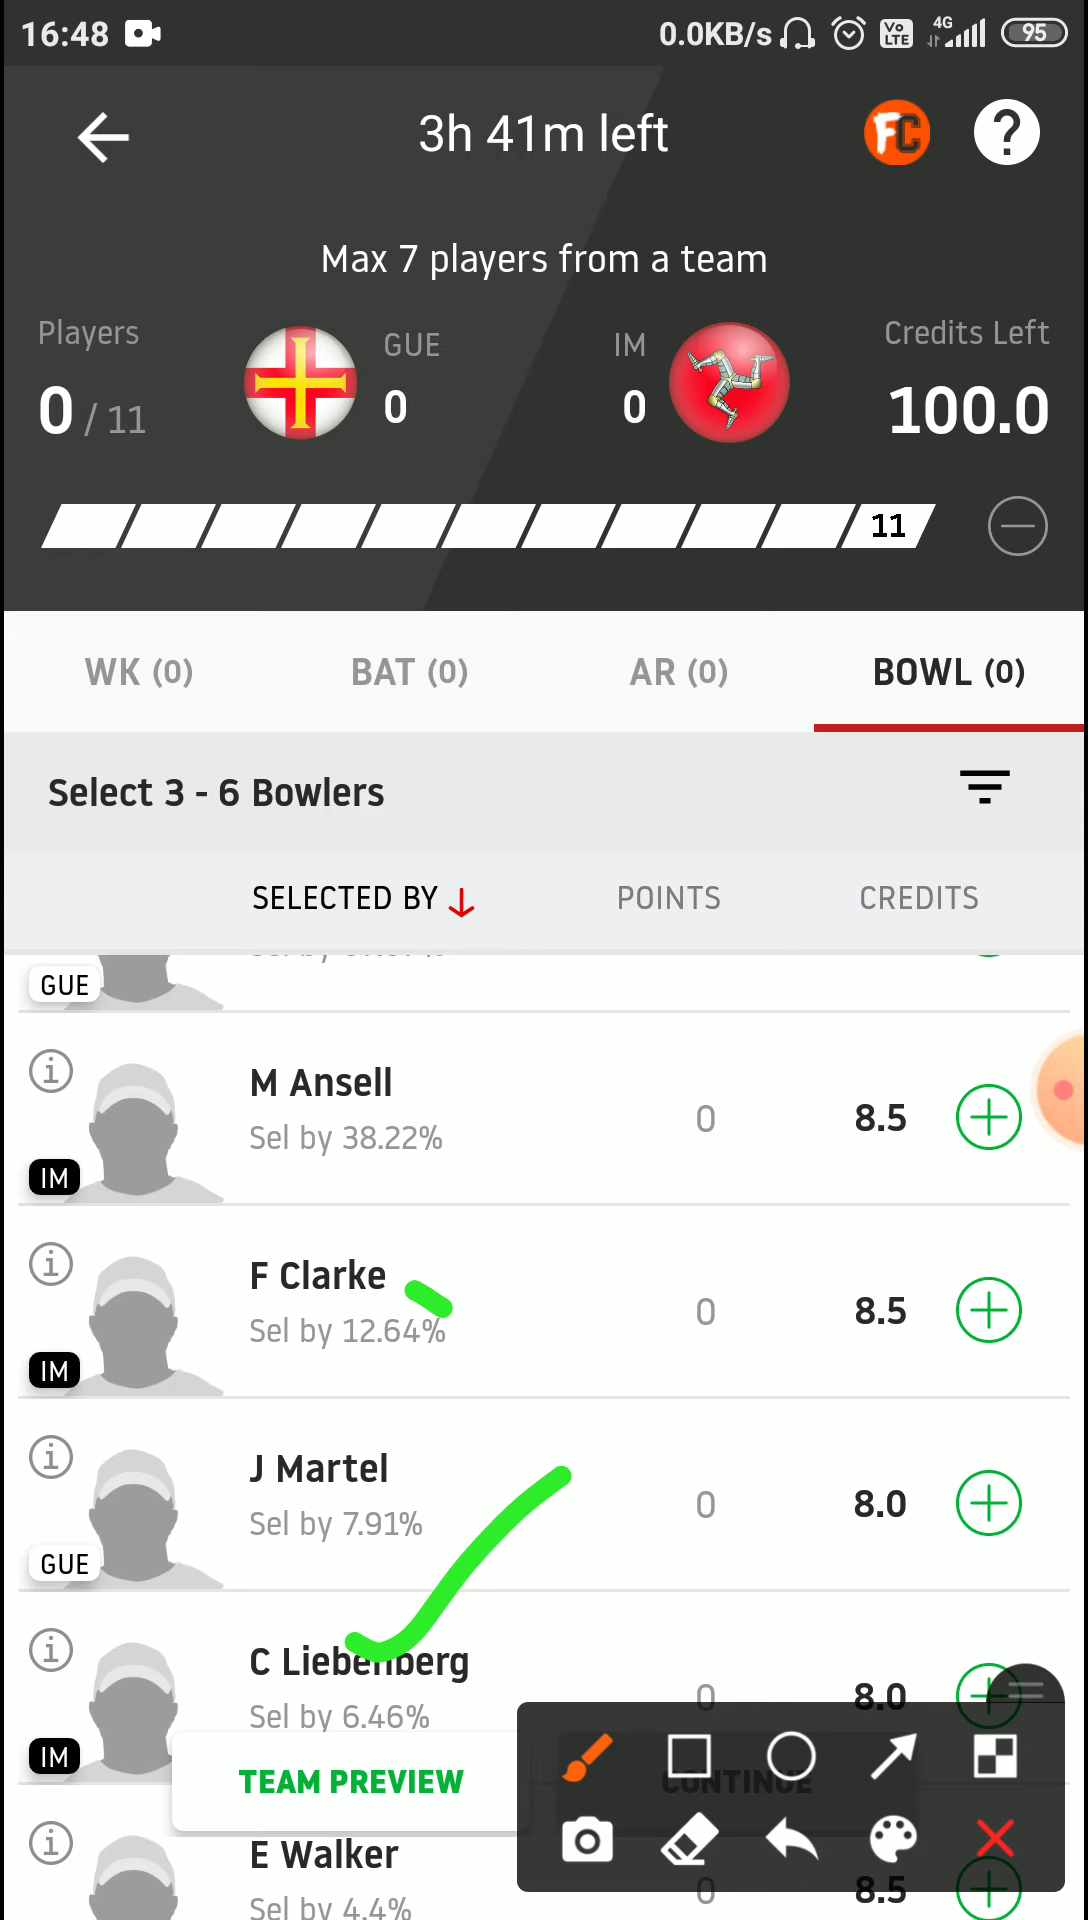 16:48
0.0KB/s
Vo LTE
4G
95
3h 41m left
FC
?
Max 7 players from a team
Players
GUE
IM
Credits Left
0 / 11
0
0
100.0
11
WK (0)
BAT (0)
AR (0)
BOWL (0)
Select 3 - 6 Bowlers
SELECTED BY
POINTS
CREDITS
GUE
M Ansell
Sel by 38.22%
0
8.5
IM
F Clarke
Sel by 12.64%
0
8.5
IM
J Martel
Sel by 7.91%
0
8.0
GUE
C Liebenberg
Sel by 6.46%
0
8.0
IM
TEAM PREVIEW
CONTINUE
E Walker
Sel by 4.4%
0
8.5